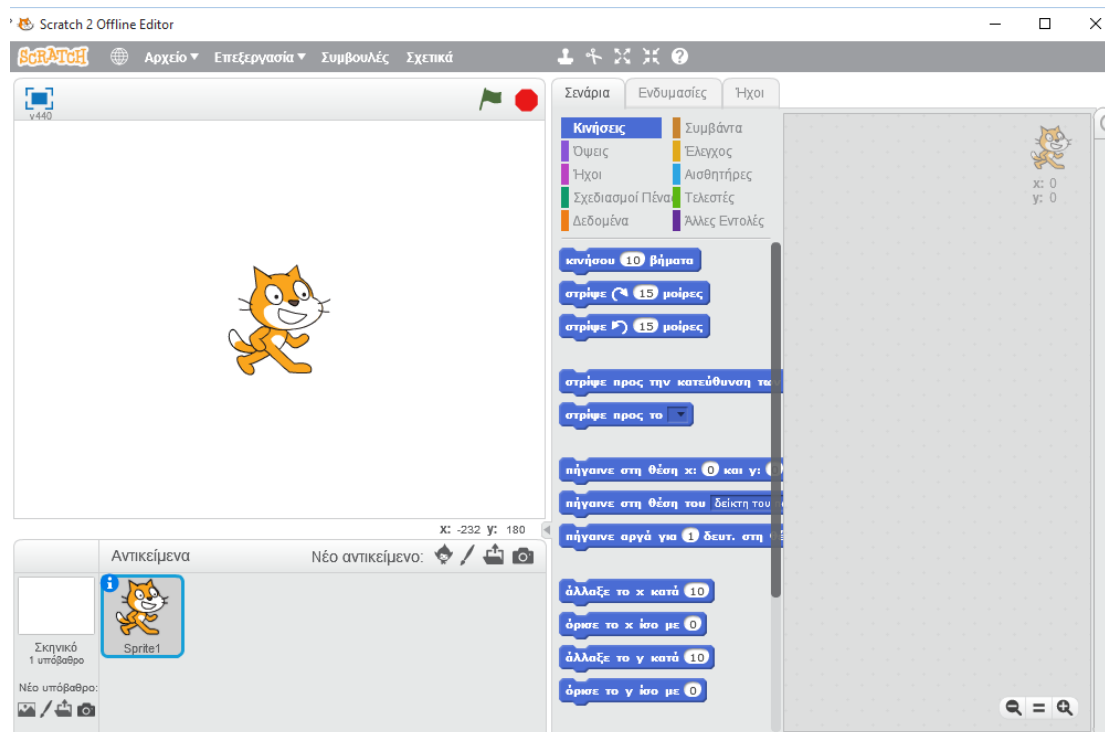 Scratch 2 Offline Editor
SCRATCH Αρχείο Επεξεργασία Συμβουλές Σχετικά
v440
Σενάρια Ενδυμασίες Ήχοι
Κινήσεις Συμβάντα
Όψεις Έλεγχος
Ήχοι Αισθητήρες
Σχεδιασμοί Πένα Τελεστές
Δεδομένα Άλλες Εντολές
x: 0
y: 0
κινήσου 10 βήματα
στρίψε 15 μοίρες
στρίψε 15 μοίρες
στρίψε προς την κατεύθυνση των
στρίψε προς το
πήγαινε στη θέση x: 0 και y:
πήγαινε στη θέση του δείκτη του
πήγαινε αργά για 1 δευτ. στη
άλλαξε το x κατά 10
όρισε το x ίσο με 0
άλλαξε το y κατά 10
όρισε το y ίσο με 0
X: -232 y: 180
Αντικείμενα Νέο αντικείμενο:
Sprite1
Σκηνικό
1 υπόβαθρο
Νέο υπόβαθρο: